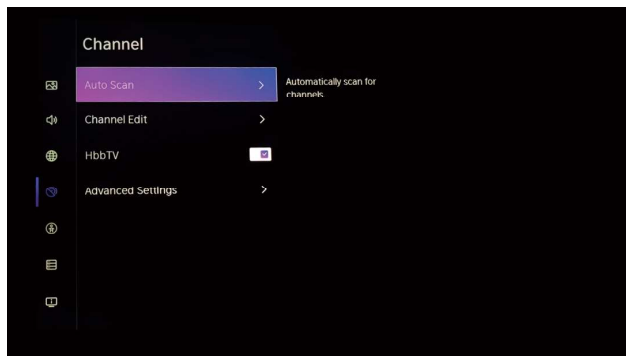 Channel
Auto Scan
Automatically scan for
channels
Channel Edit
HbbTV
Advanced Settings